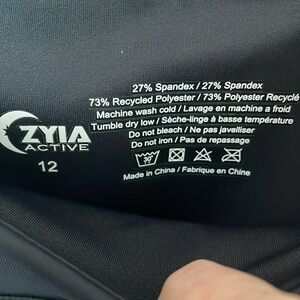 ZYIA
ACTIVE
12
27% Spandex / 27% Spandex
73% Recycled Polyester / 73% Polyester Recyclé
Machine wash cold / Lavage en machine a froid
Tumble dry low / Sèche-linge à basse température
Do not bleach / Ne pas javelliser
Do not iron / Pas de repassage
30°
Made in China / Fabrique en Chine